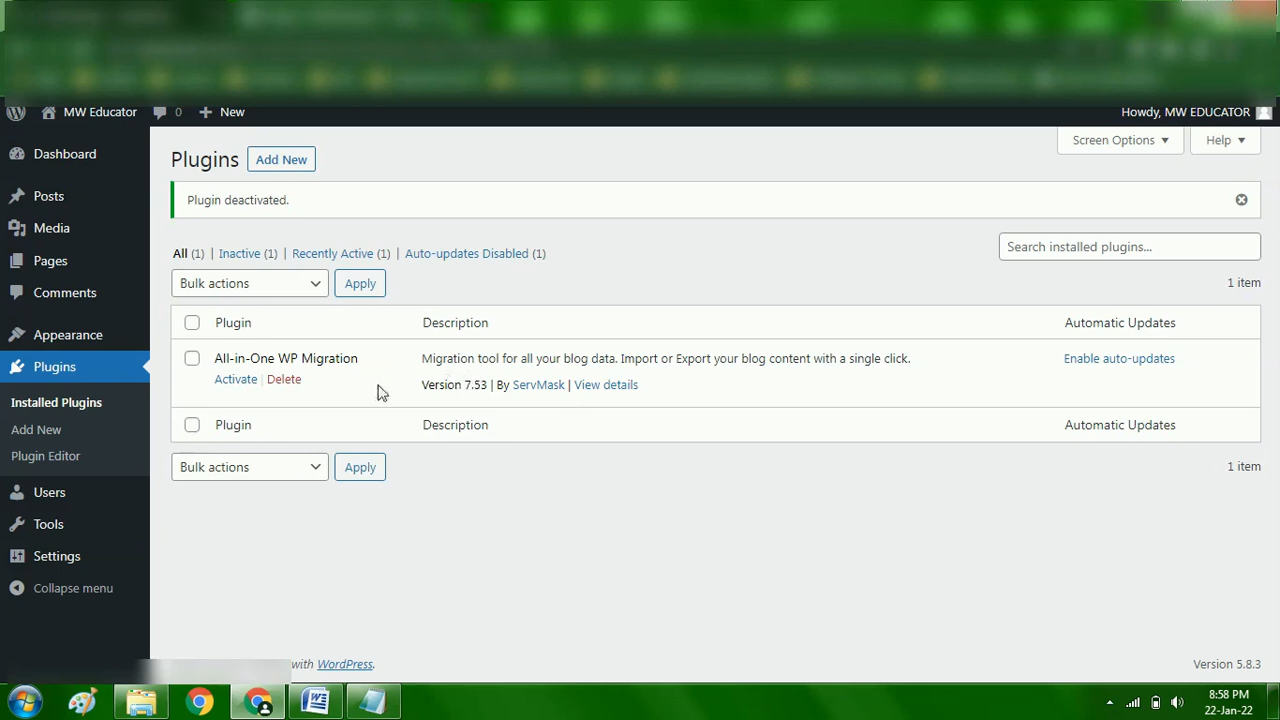 MW Educator 0 New Howdy, MW EDUCATOR
Screen Options Help
Dashboard
Posts
Media
Pages
Comments
Appearance
Plugins
Installed Plugins
Add New
Plugin Editor
Users
Tools
Settings
Collapse menu
Plugins Add New
Plugin deactivated.
All (1) | Inactive (1) | Recently Active (1) | Auto-updates Disabled (1)
Search installed plugins...
Bulk actions Apply
1 item
Plugin Description Automatic Updates
All-in-One WP Migration Migration tool for all your blog data. Import or Export your blog content with a single click. Enable auto-updates
Activate | Delete Version 7.53 | By ServMask | View details
Plugin Description Automatic Updates
Bulk actions Apply 1 item
with WordPress. Version 5.8.3
8:58 PM
22-Jan-22